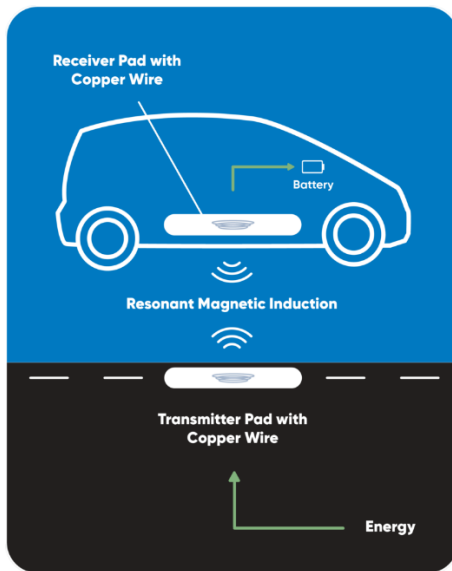 Receiver Pad with
Copper Wire
Battery
Resonant Magnetic Induction
Transmitter Pad with
Copper Wire
Energy